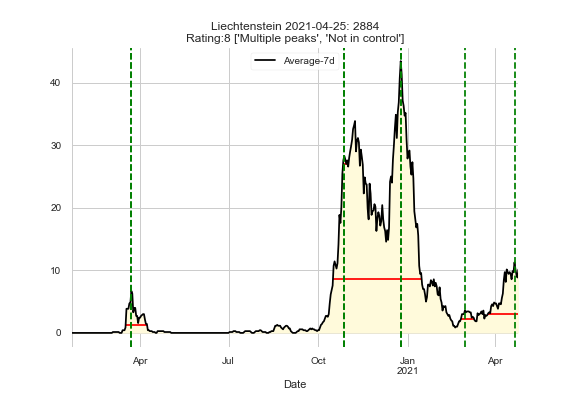 Liechtenstein 2021-04-25: 2884
Rating:8 ['Multiple peaks', 'Not in control']
Average-7d
40
30
20
10
0
Apr
Jul
Oct
Jan
2021
Apr
Date